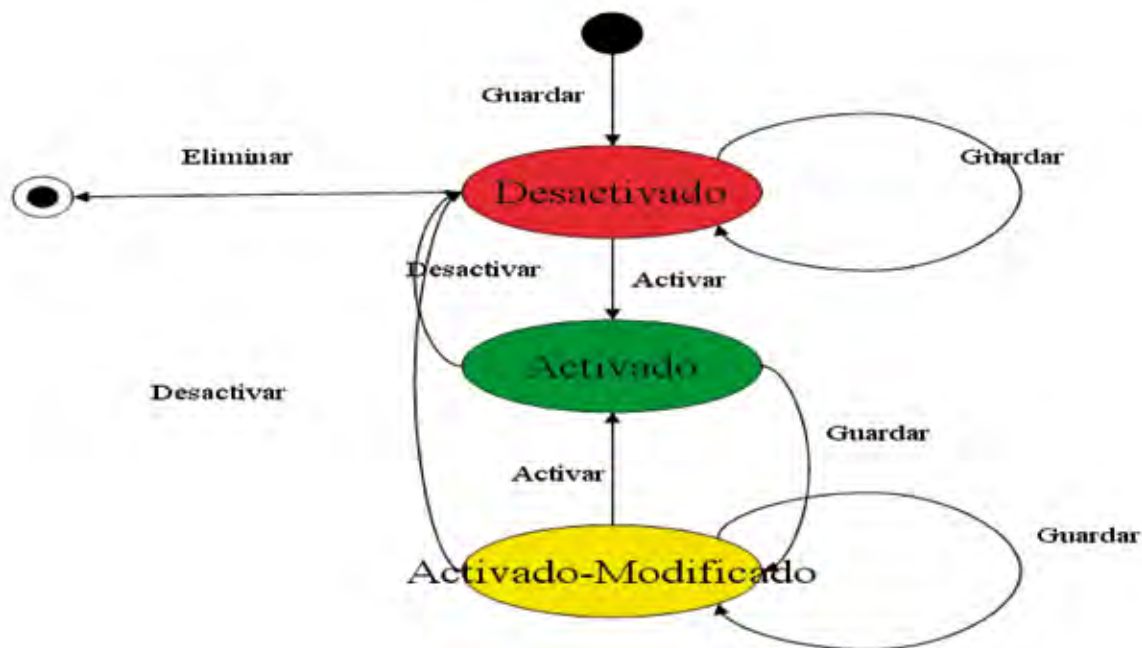 Guardar
Eliminar
Guardar
Desactivado
Desactivar
Activar
Activado
Desactivar
Guardar
Activar
Guardar
Activado-Modificado